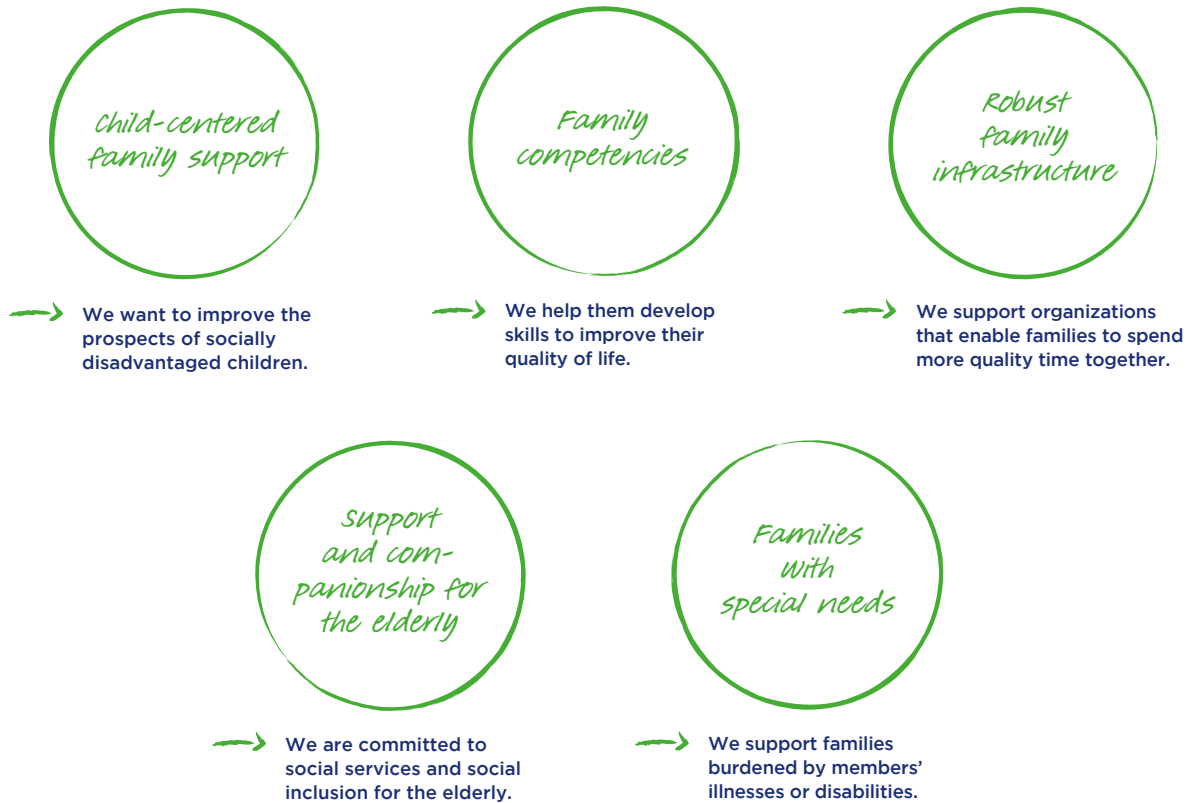 Child-centered
family support
We want to improve the
prospects of socially
disadvantaged children.
Family
competencies
We help them develop
skills to improve their
quality of life.
Robust
family
infrastructure
We support organizations
that enable families to spend
more quality time together.
Support
and com-
panionship for
the elderly
We are committed to
social services and social
inclusion for the elderly.
Families
with
special needs
We support families
burdened by members’
illnesses or disabilities.